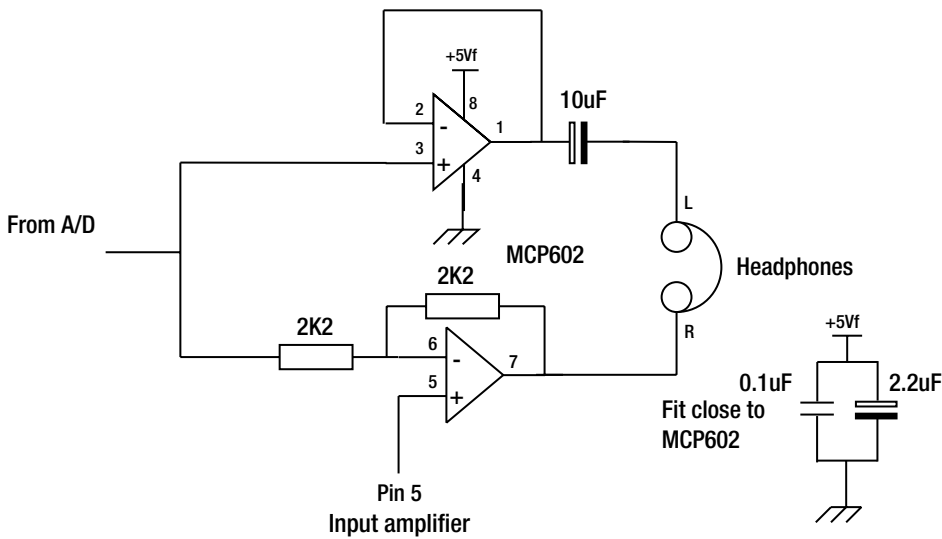 +5Vf
8
2
-
1
10uF
3
+
4
L
From A/D
MCP602
2K2
Headphones
2K2
R
+5Vf
6
-
7
5
+
0.1uF
2.2uF
Fit close to
MCP602
Pin 5
Input amplifier